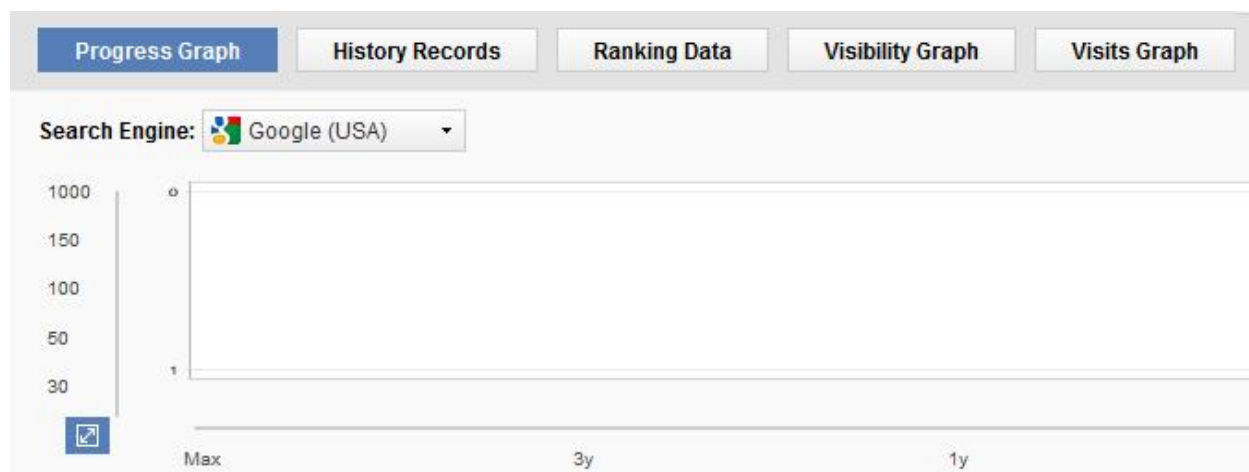 Progress Graph History Records Ranking Data Visibility Graph Visits Graph
Search Engine: Google (USA)
1000 0
150
100
50
1
30
Max 3y 1y